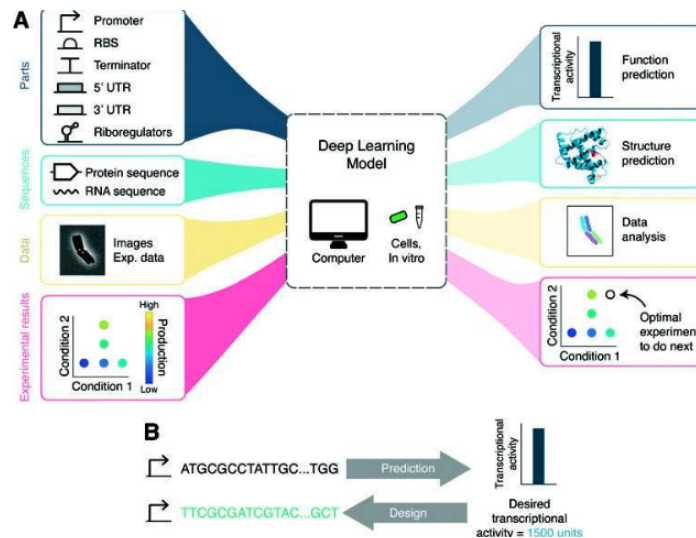 A
Parts
Promoter
RBS
Terminator
5' UTR
3' UTR
Riboregulators
Sequences
Protein sequence
RNA sequence
Data
Images
Exp. data
Experimental results
Condition 2
Condition 1
High
Production
Low
Deep Learning
Model
Computer
Cells,
In vitro
Transcriptional
activity
Function
prediction
Structure
prediction
Data
analysis
Condition 2
Condition 1
Optimal
experiment
to do next
B
ATGCGCCTATTGC...TGG
Prediction
TTCGCGATCGTAC...GCT
Design
Transcriptional
activity
Desired
transcriptional
activity = 1500 units